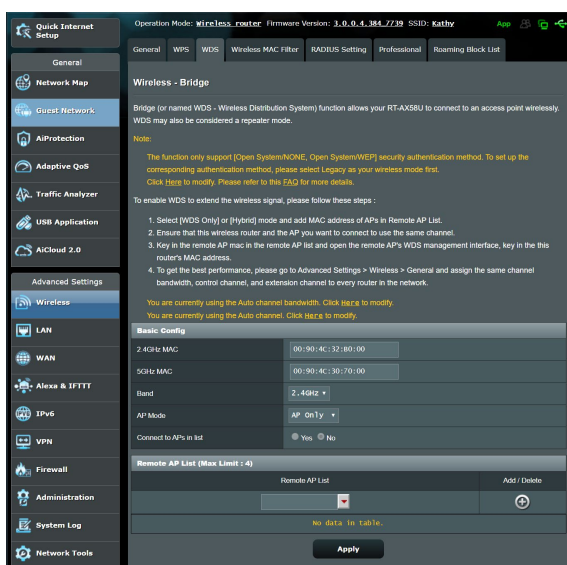 Quick Internet Setup
Operation Mode: Wireless router Firmware Version: 3.0.0.4.384_7739 SSID: Kathy
App
General
WPS
WDS
Wireless MAC Filter
RADIUS Setting
Professional
Roaming Block List
General
Network Map
Guest Network
AiProtection
Adaptive QoS
Traffic Analyzer
USB Application
AiCloud 2.0
Advanced Settings
Wireless
LAN
WAN
Alexa & IFTTT
IPv6
VPN
Firewall
Administration
System Log
Network Tools
Wireless - Bridge
Bridge (or named WDS - Wireless Distribution System) function allows your RT-AX58U to connect to an access point wirelessly.
WDS may also be considered a repeater mode.
Note:
The function only support [Open System/NONE, Open System/WEP] security authentication method. To set up the
corresponding authentication method, please select Legacy as your wireless mode
first.
Click Here to modify. Please refer to this FAQ for more details.
To enable WDS to extend the wireless signal, please follow these steps :
1. Select [WDS Only] or [Hybrid] mode and add MAC address of APs in Remote AP
List.
2. Ensure that this wireless router and the AP you want to connect to use the same
channel.
3. Key in the remote AP mac in the remote AP list and open the remote AP's WDS management interface, key in the this
router's MAC address.
4. To get the best performance, please go to Advanced Settings > Wireless > General and assign the same channel
bandwidth, control channel, and extension channel to every router in the network.
You are currently using the Auto channel bandwidth. Click Here to modify.
You are currently using the Auto channel. Click Here to modify.
Basic Config
2.4GHz MAC
00:90:4C:32:B0:00
5GHz MAC
00:90:4C:30:70:00
Band
2.4GHz
AP Mode
AP Only
Connect to APs in list
Yes No
Remote AP List (Max Limit : 4)
Remote AP List
Add / Delete
No data in table.
Apply